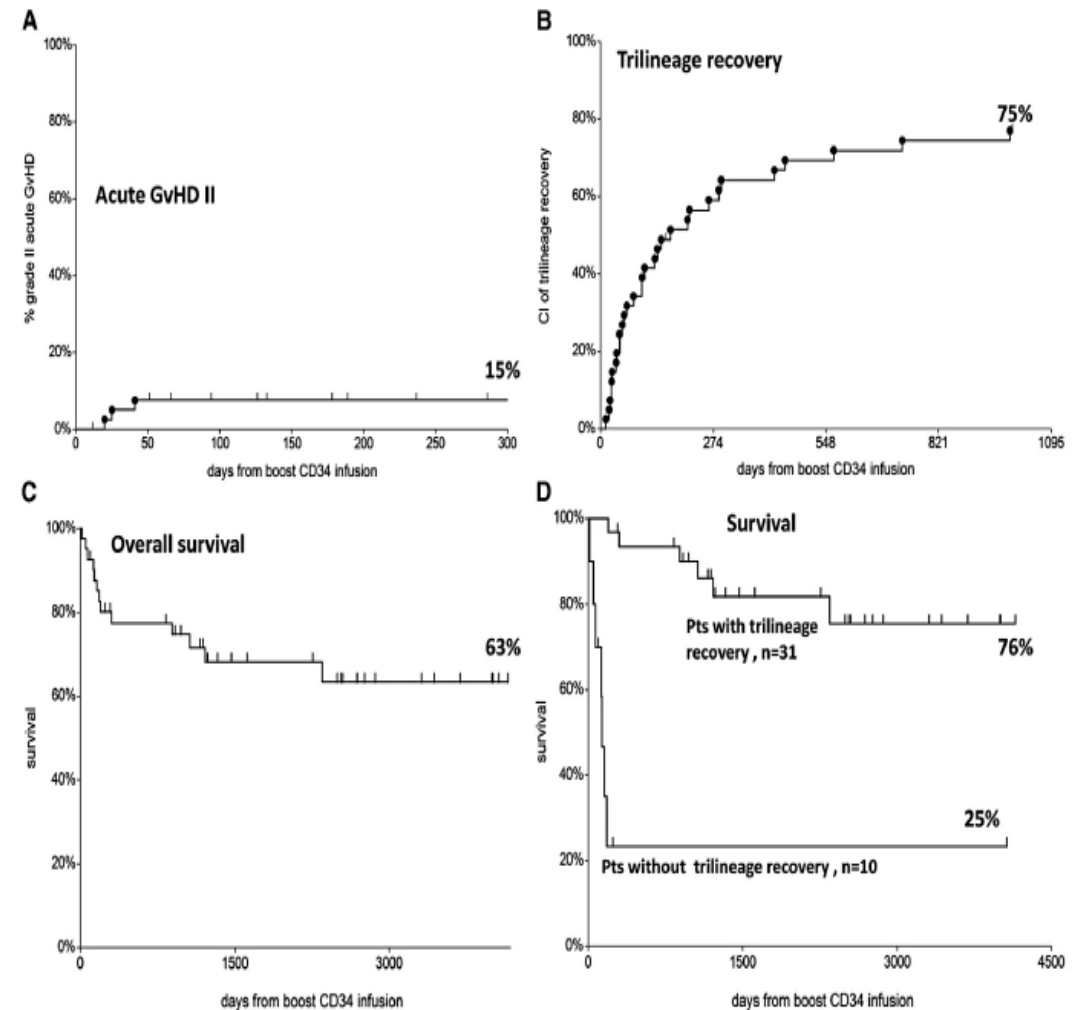 A
100%
80%
60%
40%
20%
0%
% grade II acute GvHD
Acute GvHD II
15%
0 50 100 150 200 250 300
days from boost CD34 infusion
B
100%
80%
60%
40%
20%
0%
CI of trilineage recovery
Trilineage recovery
75%
0 274 548 821 1095
days from boost CD34 infusion
C
100%
80%
60%
40%
20%
0%
survival
Overall survival
63%
0 1500 3000
days from boost CD34 infusion
D
100%
80%
60%
40%
20%
0%
survival
Survival
Pts with trilineage
recovery , n=31
76%
25%
Pts without trilineage recovery , n=10
0 1500 3000 4500
days from boost CD34 infusion